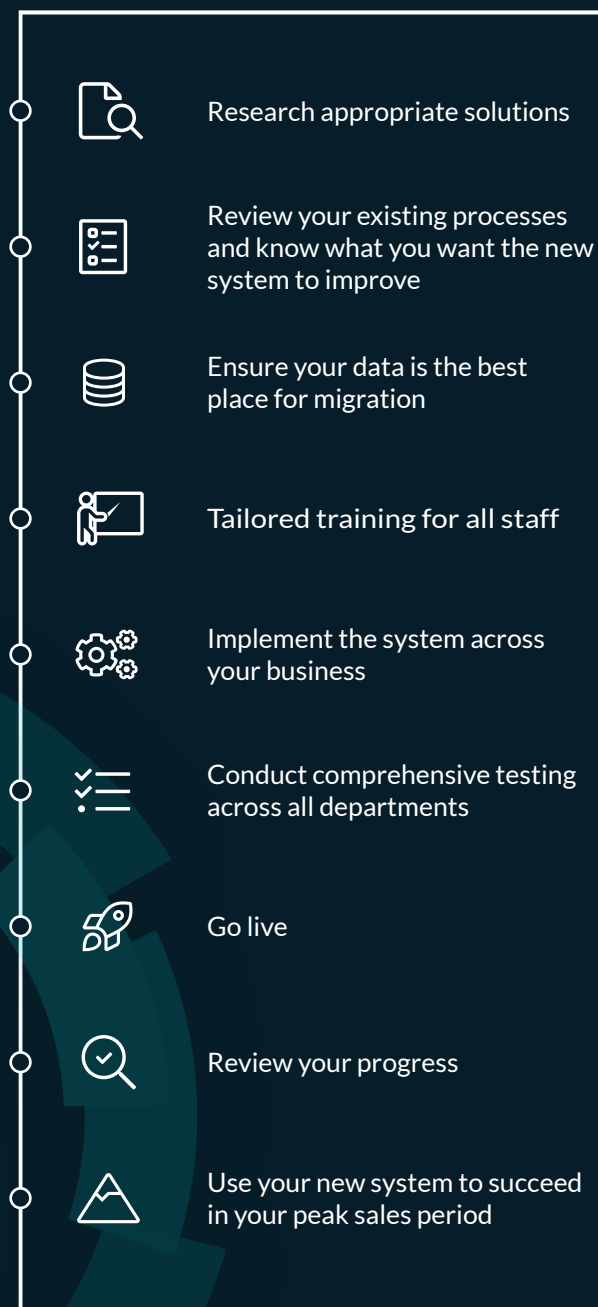 Research appropriate solutions
Review your existing processes
and know what you want the new
system to improve
Ensure your data is the best
place for migration
Tailored training for all staff
Implement the system across
your business
Conduct comprehensive testing
across all departments
Go live
Review your progress
Use your new system to succeed
in your peak sales period